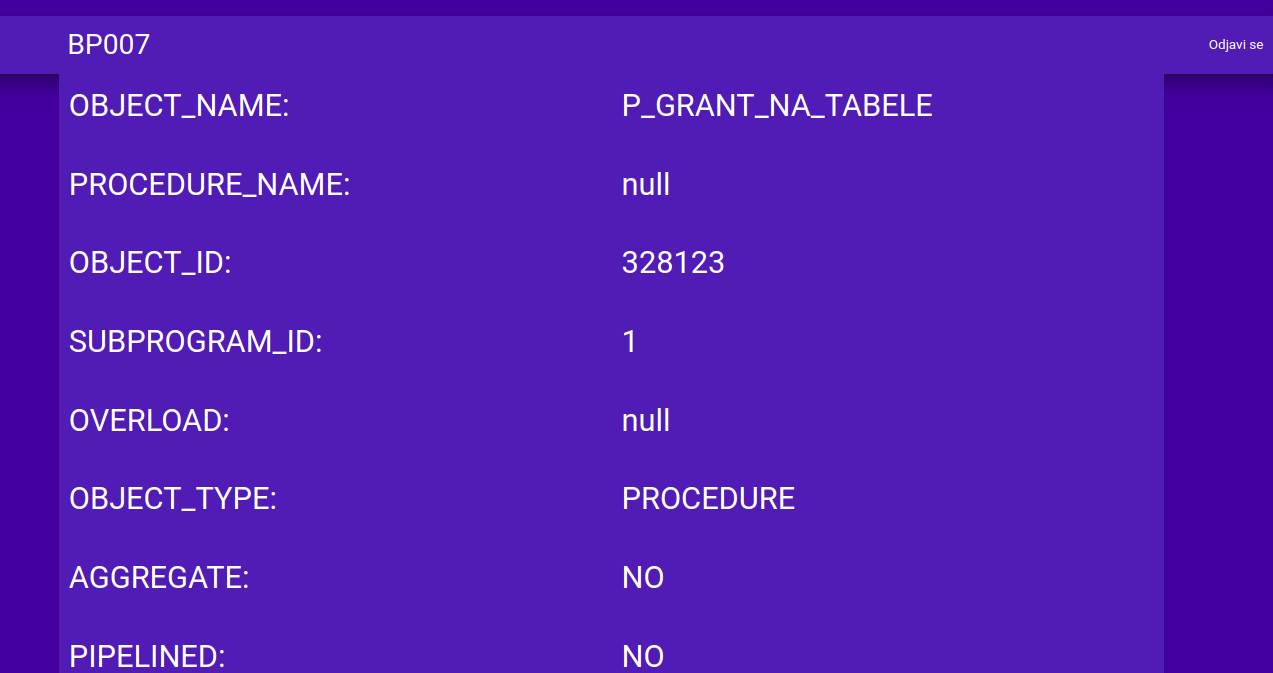 BP007
Odjavi se
OBJECT_NAME: P_GRANT_NA_TABELE
PROCEDURE_NAME: null
OBJECT_ID: 328123
SUBPROGRAM_ID: 1
OVERLOAD: null
OBJECT_TYPE: PROCEDURE
AGGREGATE: NO
PIPELINED: NO